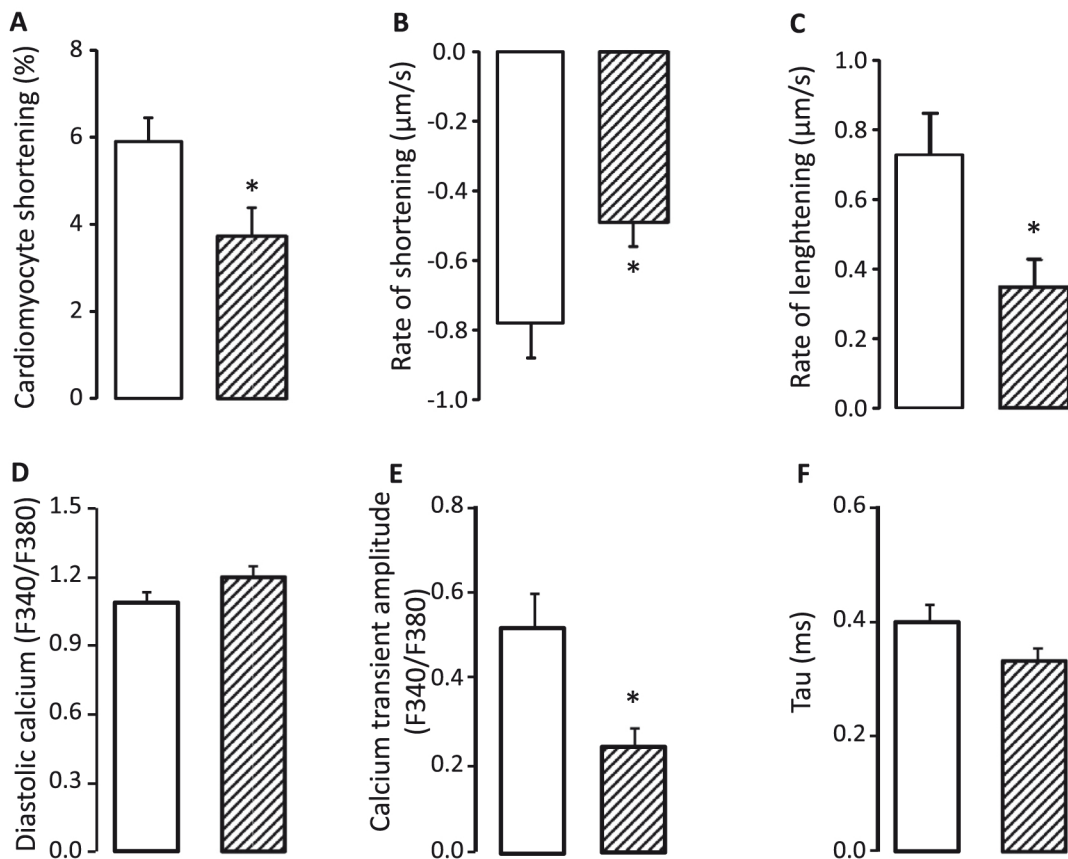 A
Cardiomyocyte shortening (%)
8
6
4
2
0
*
B
Rate of shortening (µm/s)
0.0
-0.2
-0.4
-0.6
-0.8
-1.0
*
C
Rate of lenghtening (µm/s)
1.0
0.8
0.6
0.4
0.2
0.0
*
D
Diastolic calcium (F340/F380)
1.5
1.2
0.9
0.6
0.3
0.0
E
Calcium transient amplitude
(F340/F380)
0.8
0.6
0.4
0.2
0.0
*
F
Tau (ms)
0.6
0.4
0.2
0.0